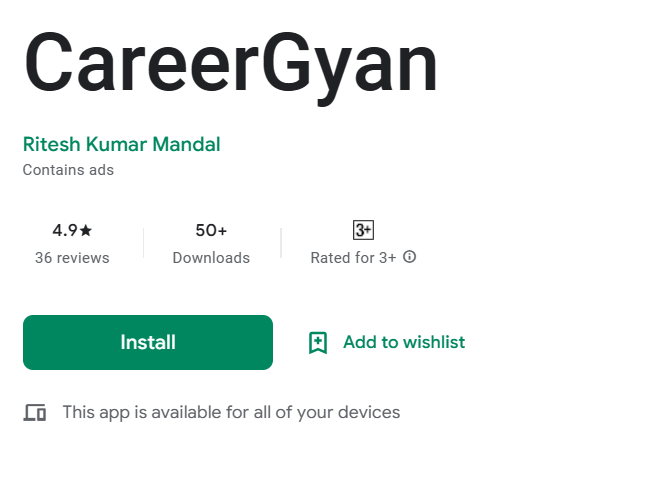 CareerGyan
Ritesh Kumar Mandal
Contains ads
4.9★ 50+ 3+
36 reviews Downloads Rated for 3+
Install Add to wishlist
This app is available for all of your devices